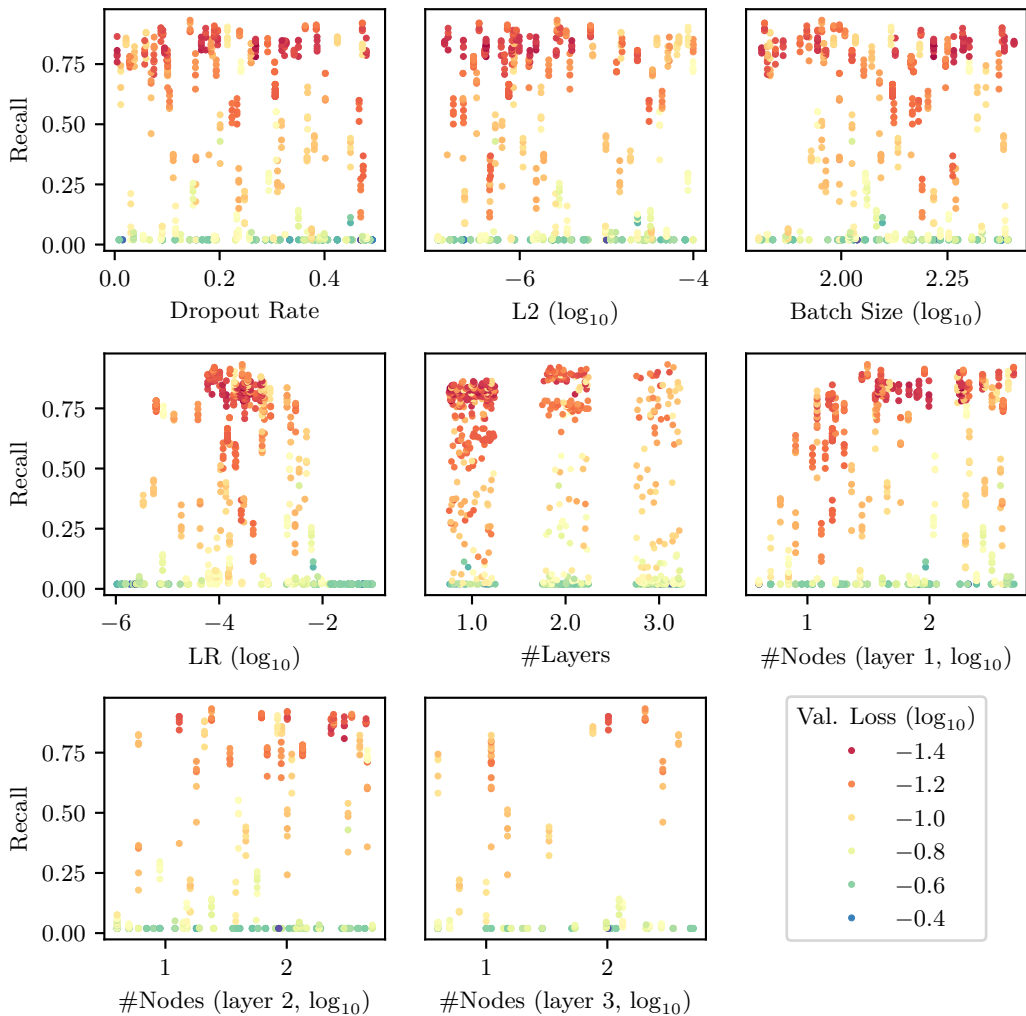 Recall
0.75
0.50
0.25
0.00
0.0 0.2 0.4
Dropout Rate
−6 −4
L2 (log10)
2.00 2.25
Batch Size (log10)
Recall
0.75
0.50
0.25
0.00
−6 −4 −2
LR (log10)
1.0 2.0 3.0
#Layers
1 2
#Nodes (layer 1, log10)
Recall
0.75
0.50
0.25
0.00
1 2
#Nodes (layer 2, log10)
1 2
#Nodes (layer 3, log10)
Val. Loss (log10)
−1.4
−1.2
−1.0
−0.8
−0.6
−0.4